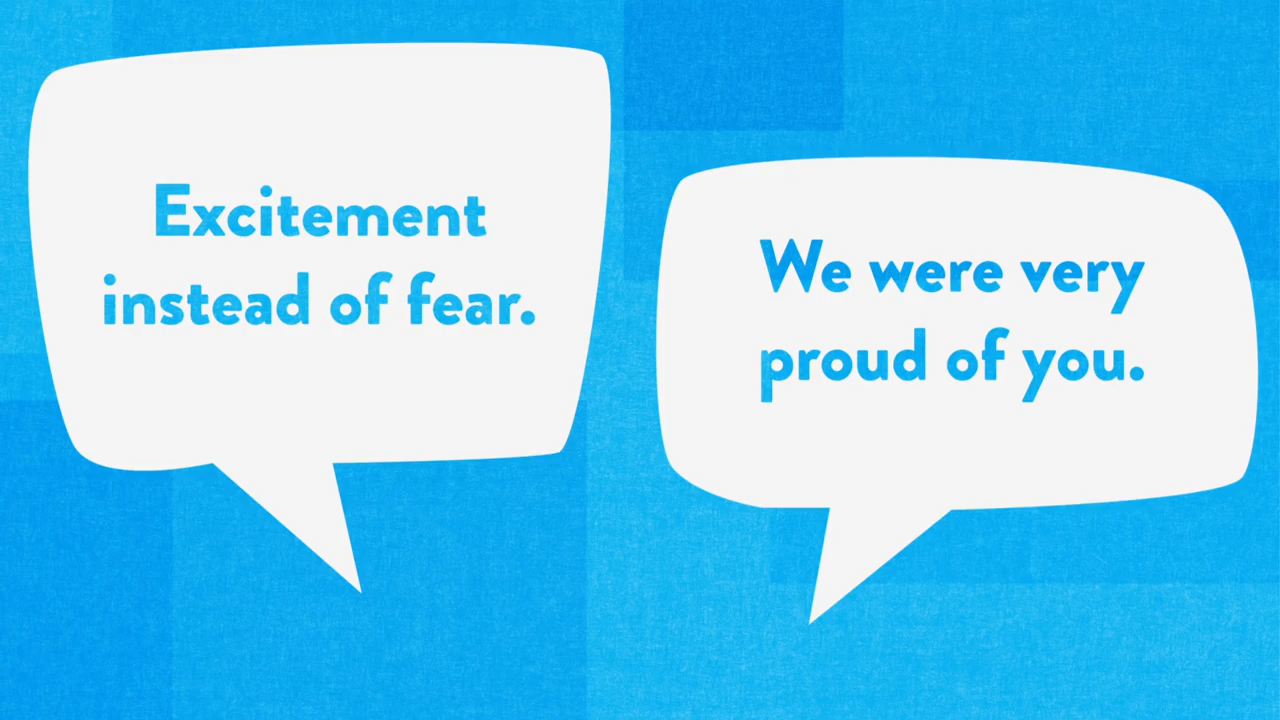 Excitement
instead of fear.
We were very
proud of you.